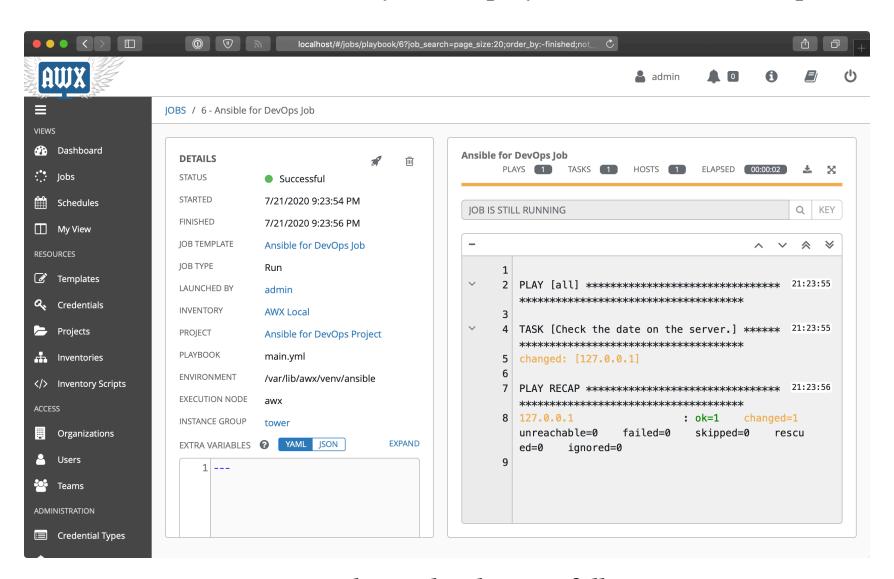 localhost/#/jobs/playbook/6?job_search=page_size:20;order_by:-finished;not_
AWX
admin
0
VIEWS
Dashboard
Jobs
Schedules
My View
RESOURCES
Templates
Credentials
Projects
Inventories
Inventory Scripts
ACCESS
Organizations
Users
Teams
ADMINISTRATION
Credential Types
JOBS / 6 - Ansible for DevOps Job
DETAILS
STATUS Successful
STARTED 7/21/2020 9:23:54 PM
FINISHED 7/21/2020 9:23:56 PM
JOB TEMPLATE Ansible for DevOps Job
JOB TYPE Run
LAUNCHED BY admin
INVENTORY AWX Local
PROJECT Ansible for DevOps Project
PLAYBOOK main.yml
ENVIRONMENT /var/lib/awx/venv/ansible
EXECUTION NODE awx
INSTANCE GROUP tower
EXTRA VARIABLES ? YAML JSON EXPAND
1 ---
Ansible for DevOps Job
PLAYS 1 TASKS 1 HOSTS 1 ELAPSED 00:00:02
JOB IS STILL RUNNING KEY
1
2 PLAY [all] ******************************** 21:23:55
*************************************
3
4 TASK [Check the date on the server.] ****** 21:23:55
*************************************
5 changed: [127.0.0.1]
6
7 PLAY RECAP ******************************** 21:23:56
*************************************
8 127.0.0.1 : ok=1 changed=1
unreachable=0 failed=0 skipped=0 rescu
ed=0 ignored=0
9